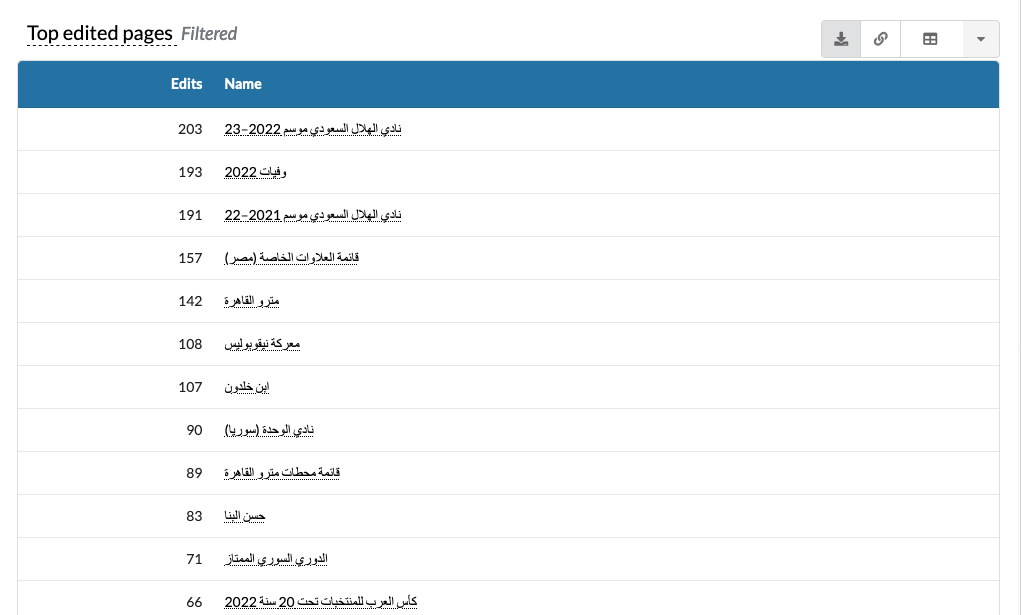 Top edited pages Filtered
Edits Name
203 نادي الهلال السعودي موسم 2022–23
193 وفيات 2022
191 نادي الهلال السعودي موسم 2021–22
157 قائمة العلاوات الخاصة (مصر)
142 مترو القاهرة
108 معركة نيقوبوليس
107 ابن خلدون
90 نادي الوحدة (سوريا)
89 قائمة محطات مترو القاهرة
83 حسن البنا
71 الدوري السوري الممتاز
66 كأس العرب للمنتخبات تحت 20 سنة 2022